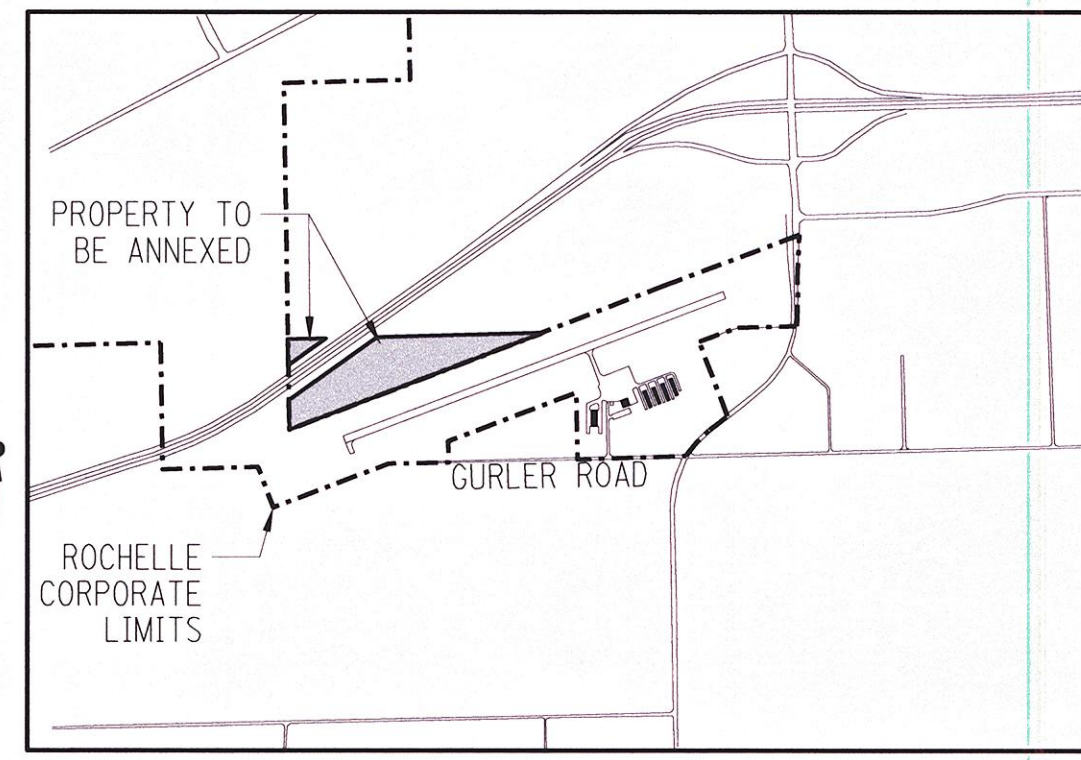 PROPERTY TO
BE ANNEXED
GURLER ROAD
ROCHELLE
CORPORATE
LIMITS